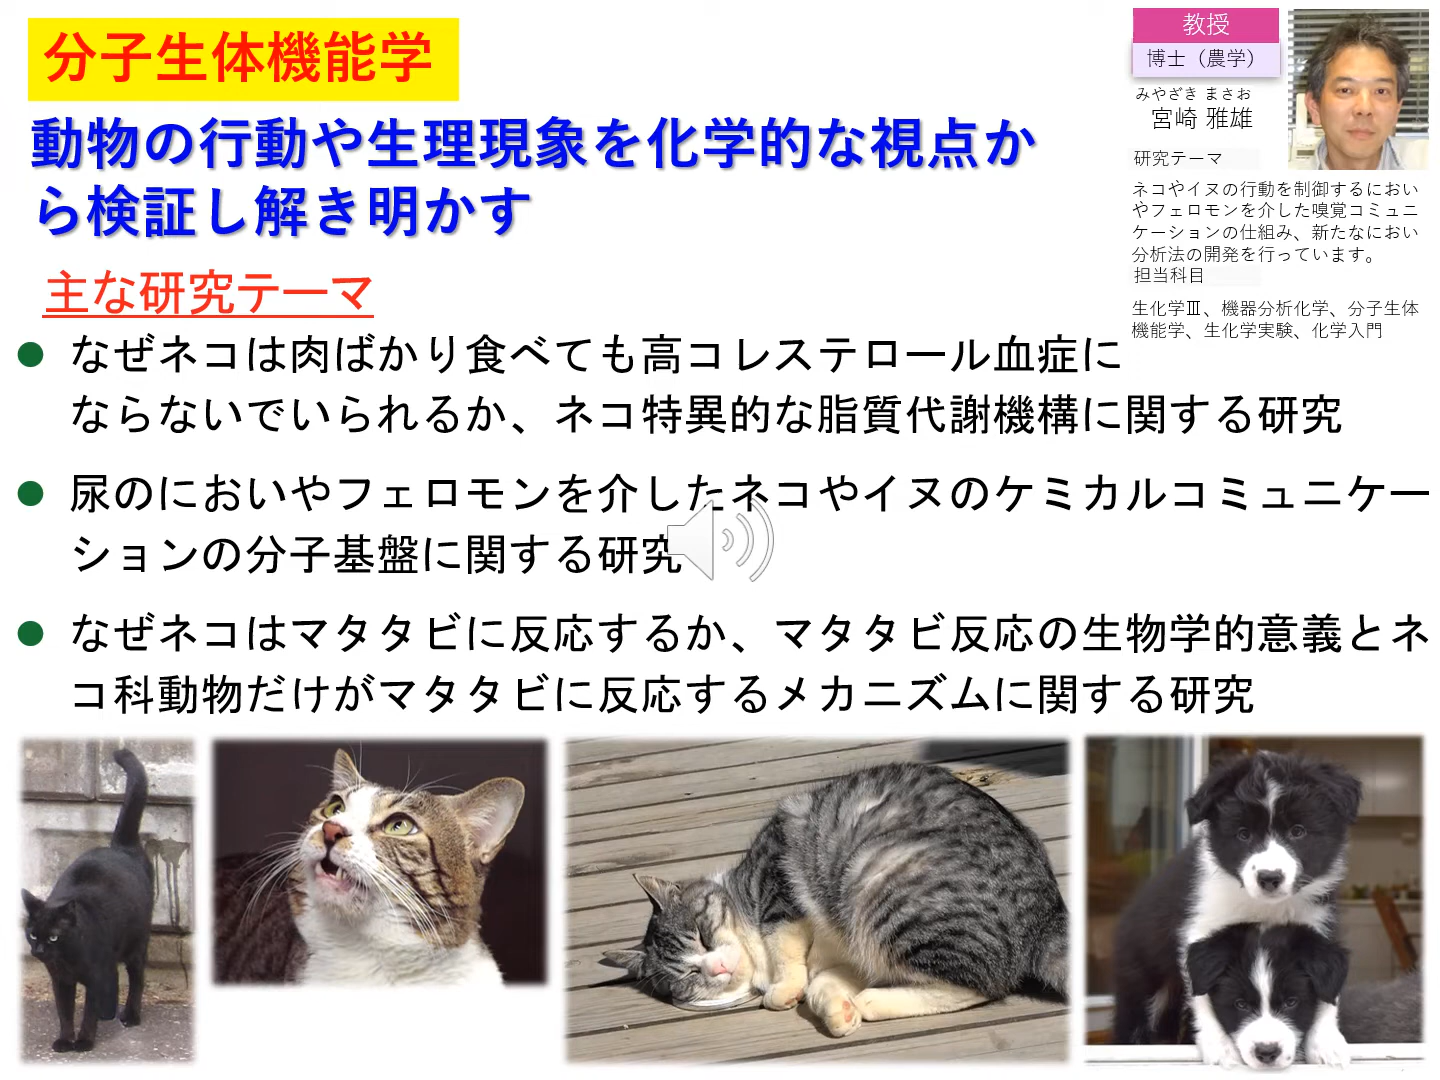 分子生体機能学
動物の行動や生理現象を化学的な視点か
ら検証し解き明かす
教授
博士（農学）
みやざき まさお
宮崎 雅雄
研究テーマ
ネコやイヌの行動を制御するにおい
やフェロモンを介した嗅覚コミュニ
ケーションの仕組み、新たなにおい
分析法の開発を行っています。
担当科目
生化学Ⅲ、機器分析化学、分子生体
機能学、生化学実験、化学入門
主な研究テーマ
● なぜネコは肉ばかり食べても高コレステロール血症に
ならないでいられるか、ネコ特異的な脂質代謝機構に関する研究
● 尿のにおいやフェロモンを介したネコやイヌのケミカルコミュニケー
ションの分子基盤に関する研究
● なぜネコはマタタビに反応するか、マタタビ反応の生物学的意義とネ
コ科動物だけがマタタビに反応するメカニズムに関する研究